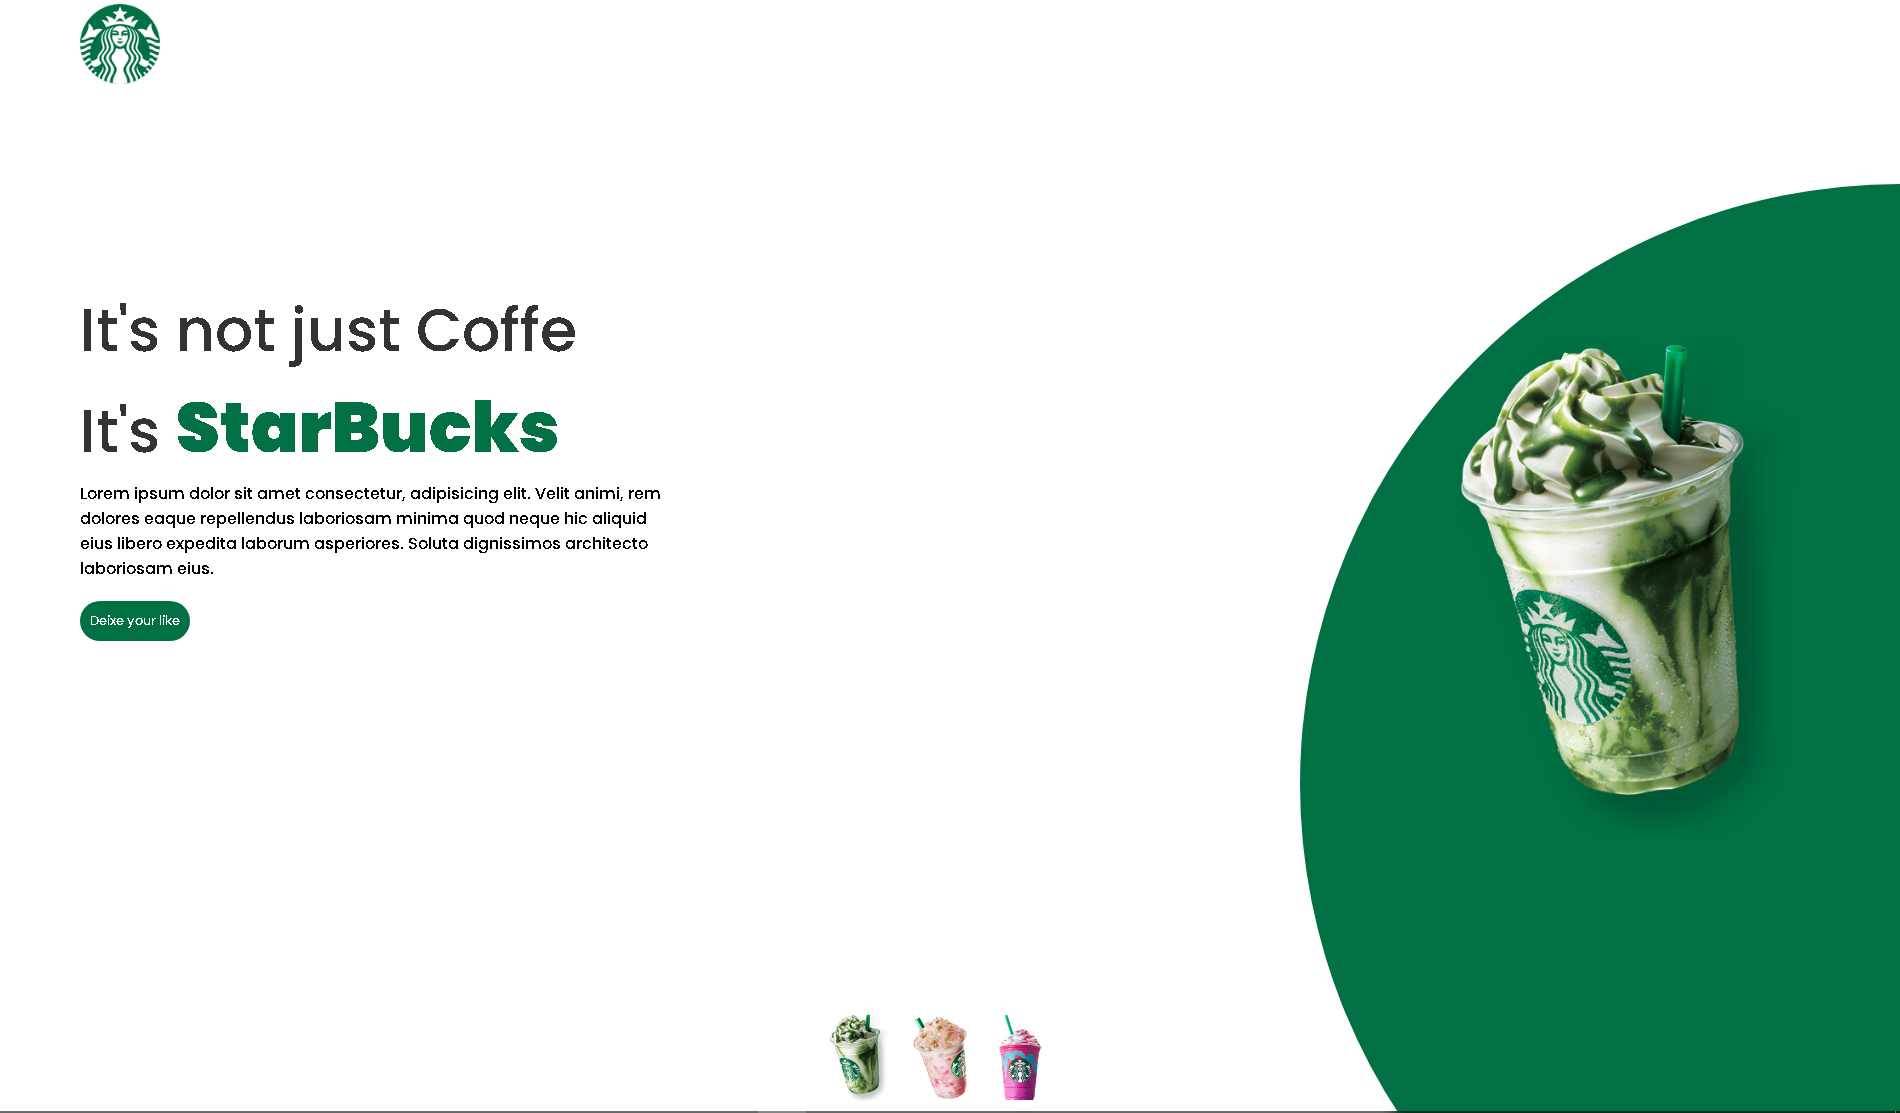 It's not just Coffe
It's StarBucks
Lorem ipsum dolor sit amet consectetur, adipisicing elit. Velit animi, rem
dolores eaque repellendus laboriosam minima quod neque hic aliquid
eius libero expedita laborum asperiores. Soluta dignissimos architecto
laboriosam eius.
Deixe your like